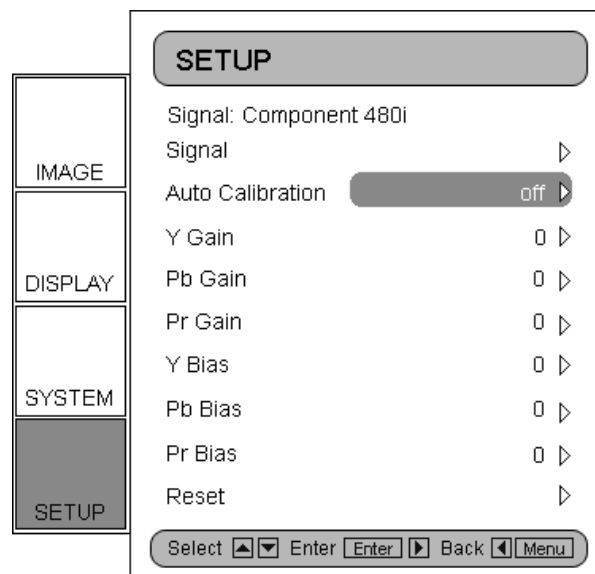 SETUP
Signal: Component 480i
Signal
Auto Calibration off
Y Gain 0
Pb Gain 0
Pr Gain 0
Y Bias 0
Pb Bias 0
Pr Bias 0
Reset
IMAGE
DISPLAY
SYSTEM
SETUP
Select Enter Enter Back Menu